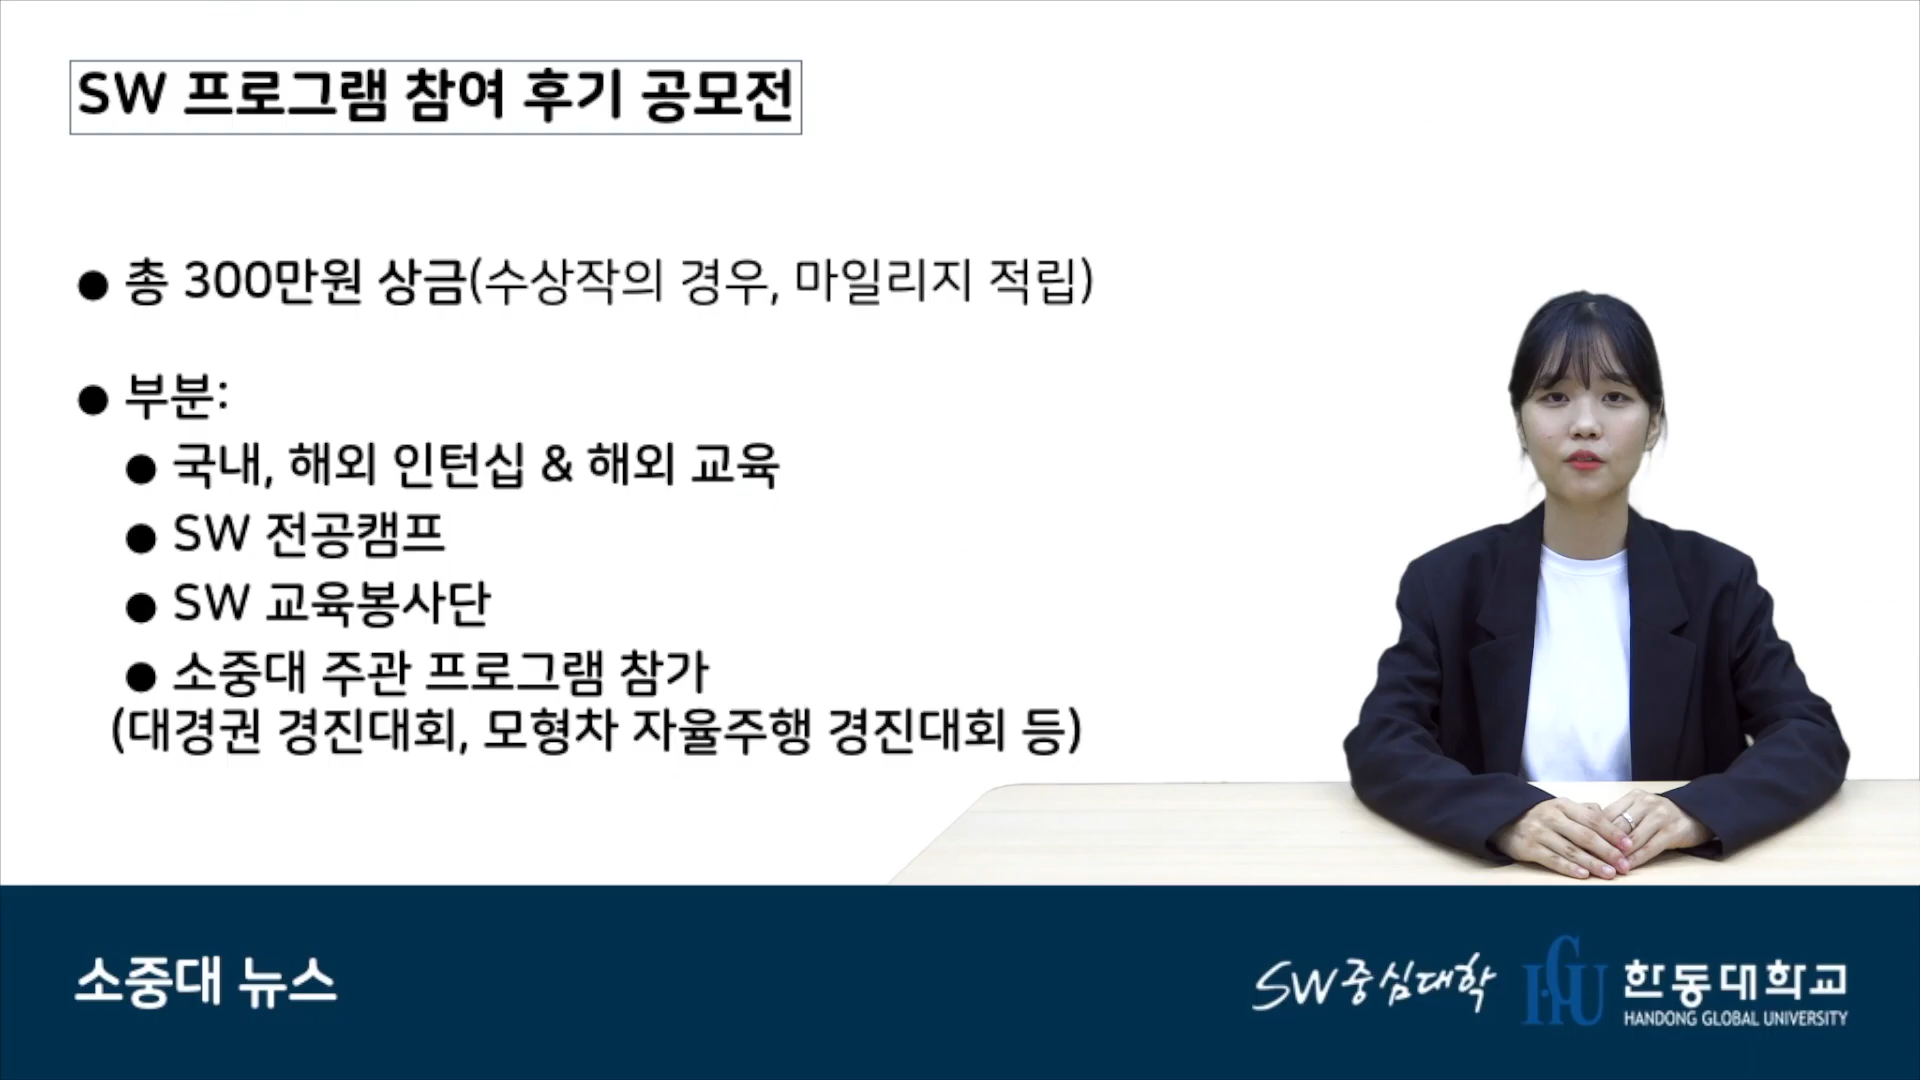 SW 프로그램 참여 후기 공모전
● 총 300만원 상금(수상작의 경우, 마일리지 적립)
● 부분:
● 국내, 해외 인턴십 & 해외 교육
● SW 전공캠프
● SW 교육봉사단
● 소중대 주관 프로그램 참가
(대경권 경진대회, 모형차 자율주행 경진대회 등)
소중대 뉴스
SW중심대학
HGU 한동대학교
HANDONG GLOBAL UNIVERSITY